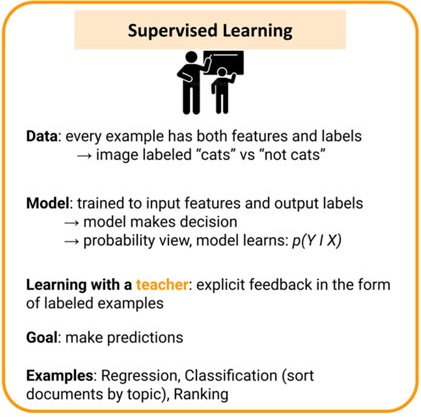 Supervised Learning
Data: every example has both features and labels
→ image labeled “cats” vs “not cats”
Model: trained to input features and output labels
→ model makes decision
→ probability view, model learns: p(Y I X)
Learning with a teacher: explicit feedback in the form
of labeled examples
Goal: make predictions
Examples: Regression, Classification (sort
documents by topic), Ranking